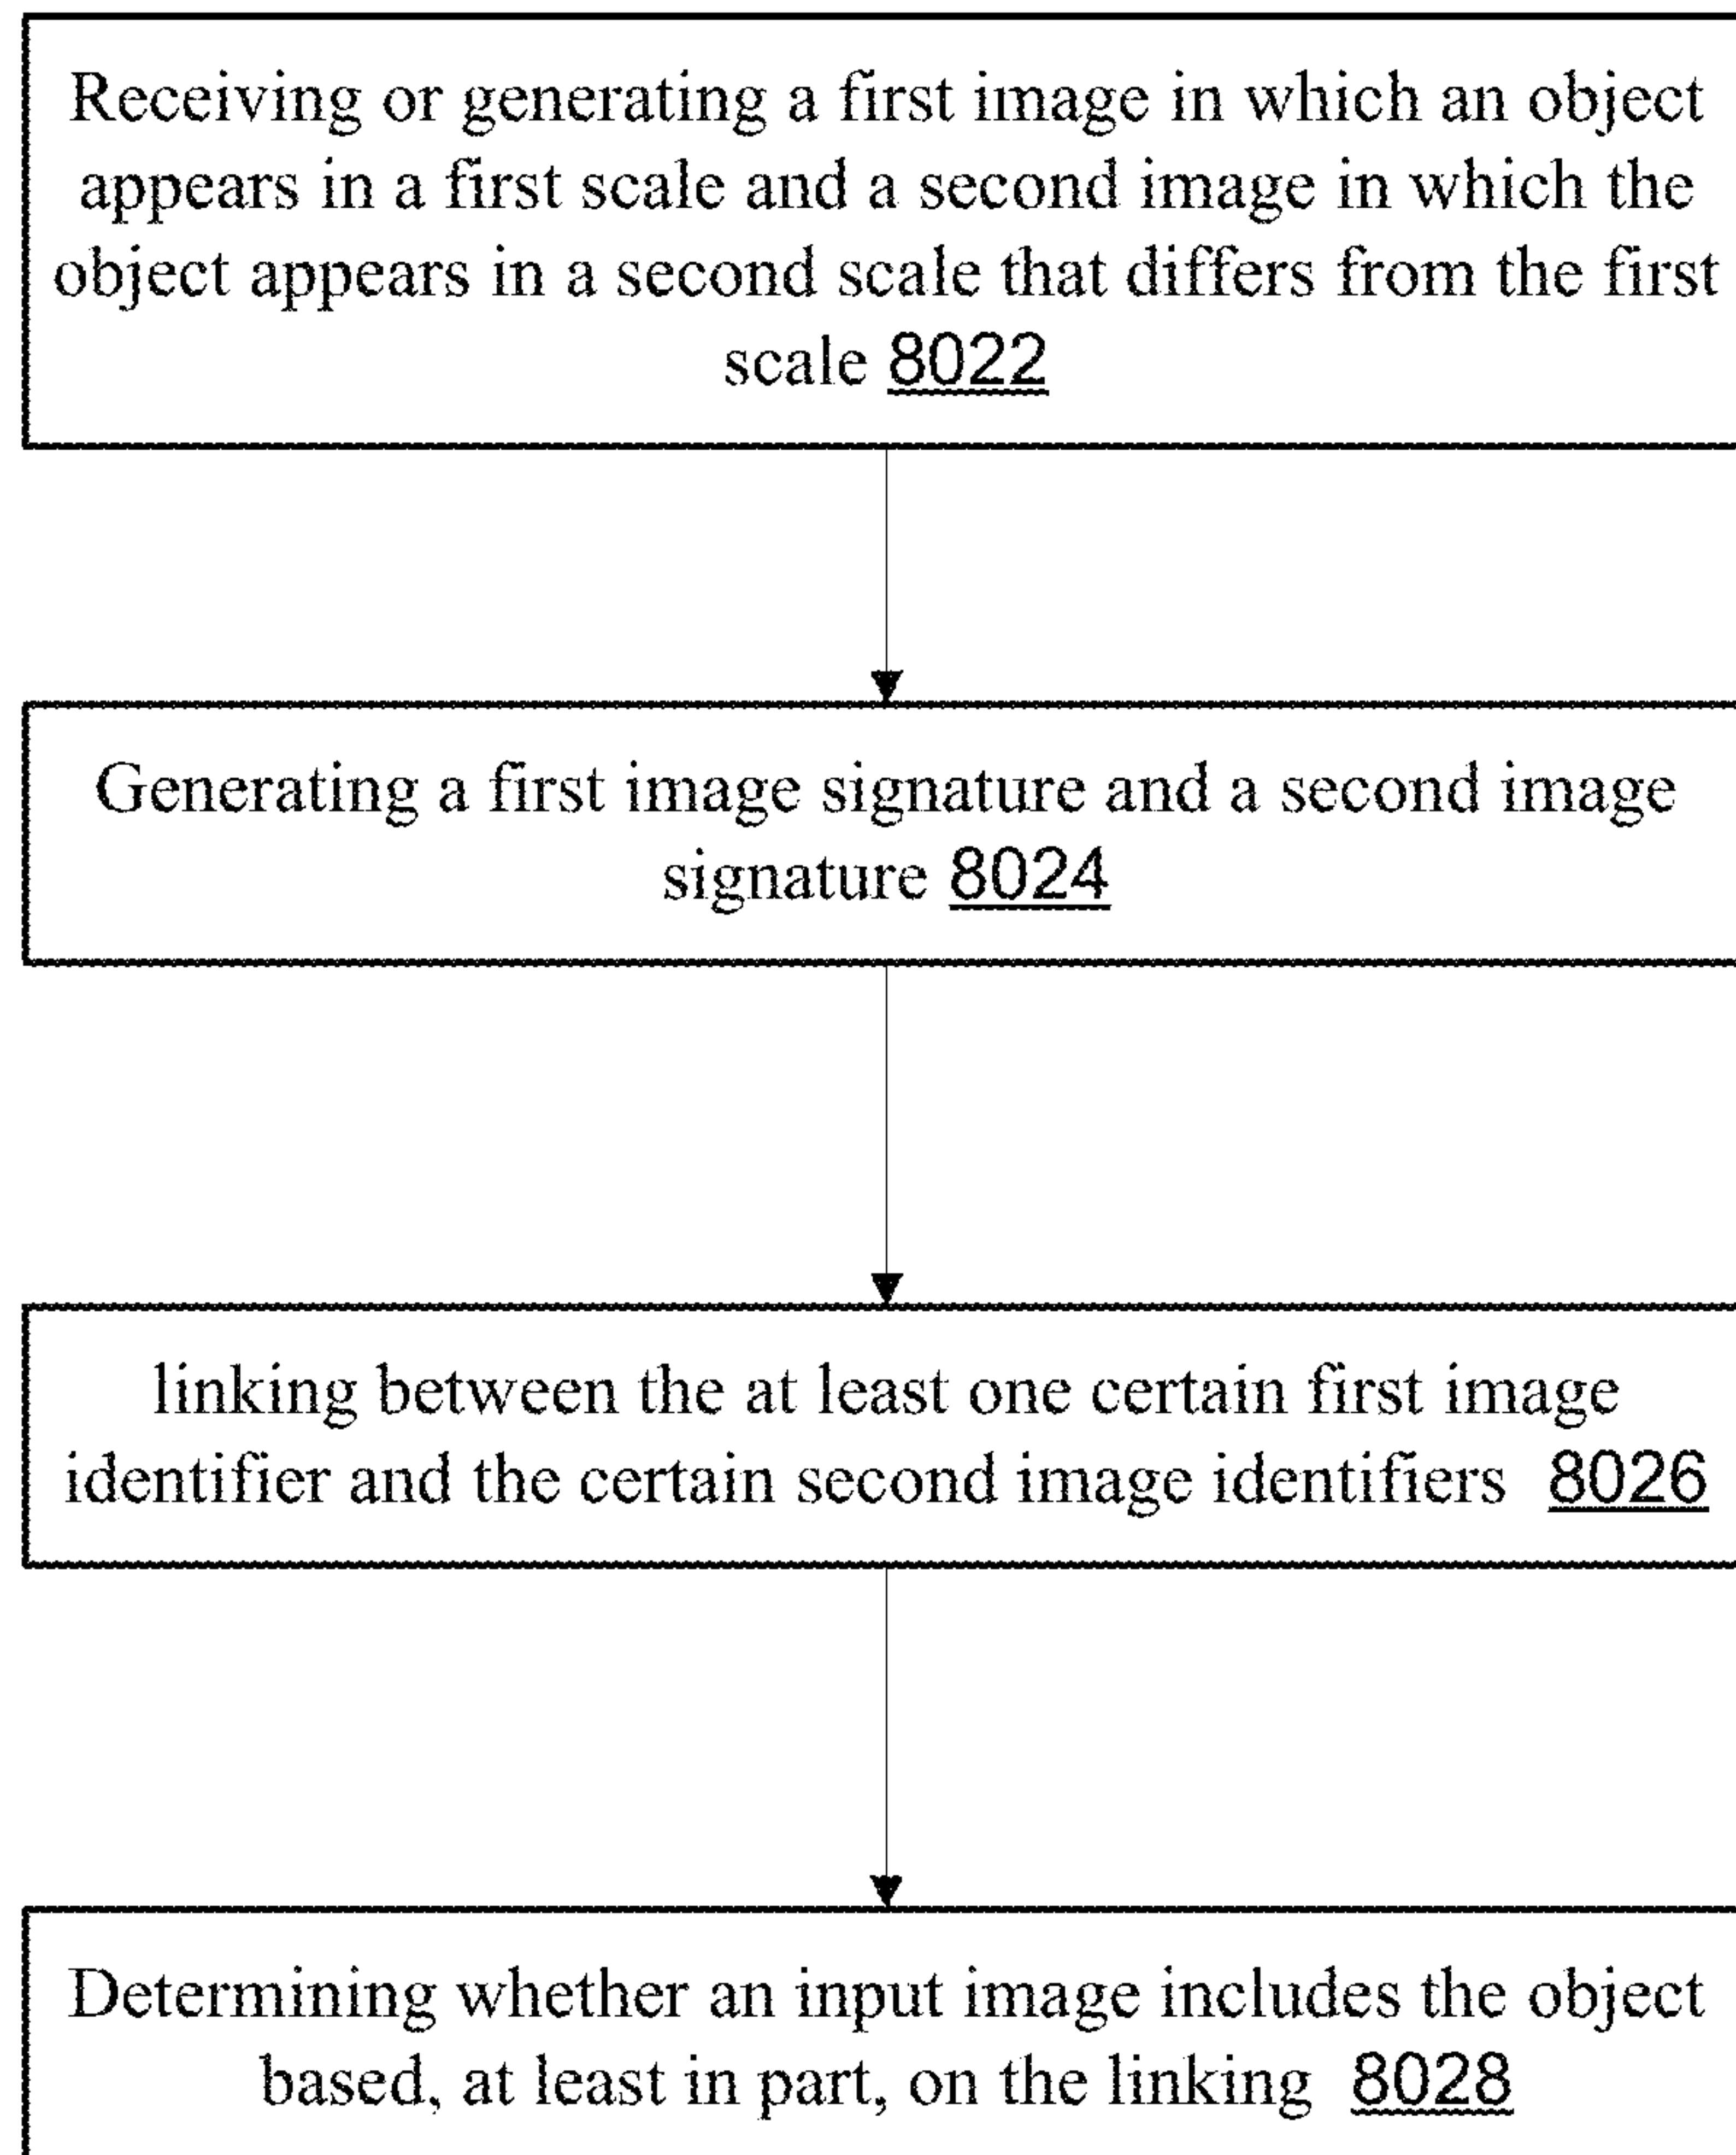 Receiving or generating a first image in which an object
appears in a first scale and a second image in which the
object appears in a second scale that differs from the first
scale 8022
Generating a first image signature and a second image
signature 8024
linking between the at least one certain first image
identifier and the certain second image identifiers 8026
Determining whether an input image includes the object
based, at least in part, on the linking 8028